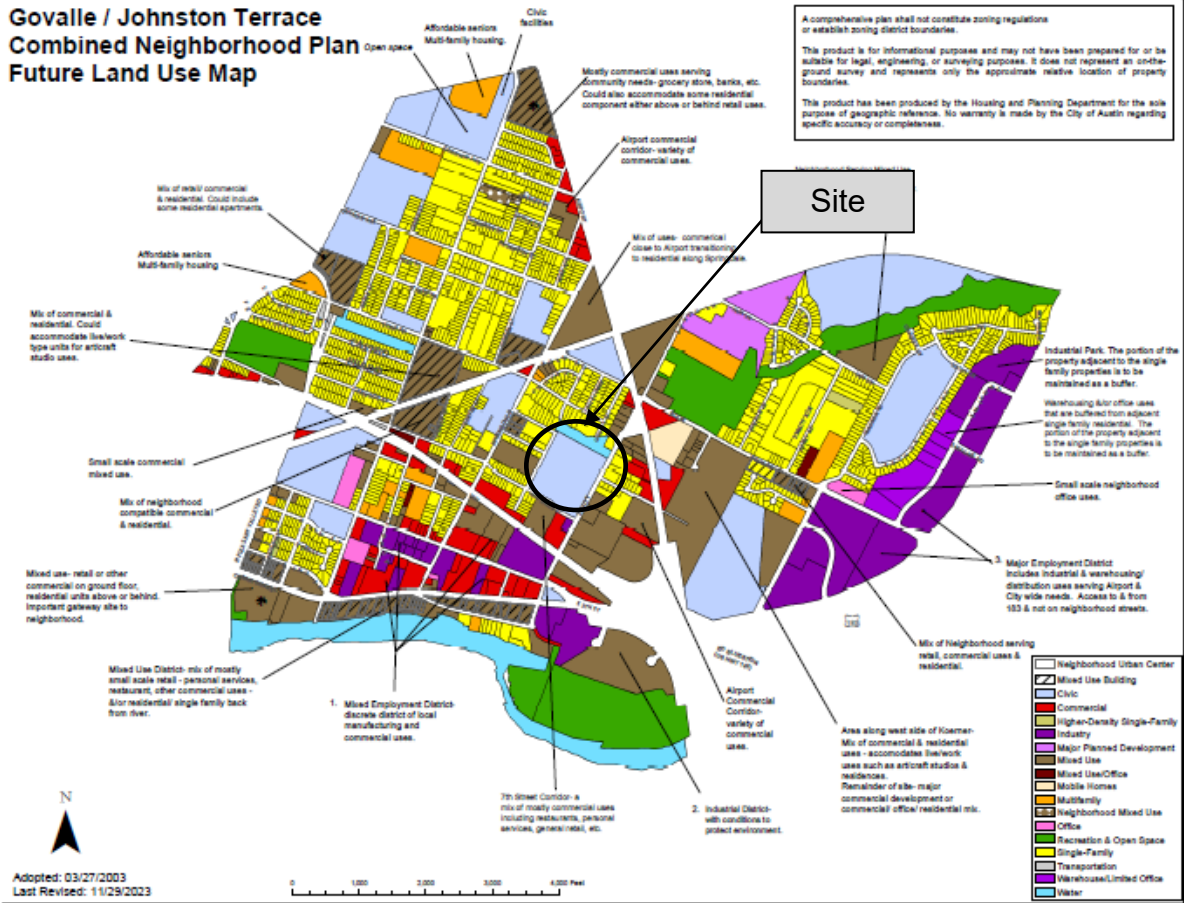 Govalle / Johnston Terrace
Combined Neighborhood Plan
Future Land Use Map
Civic
facilities
Affordable seniors
Multi-family housing.
Open space
Mostly commercial uses serving
community needs- grocery store, banks, etc.
Could also accommodate some residential
component either above or behind retail uses.
A comprehensive plan shall not constitute zoning regulations
or establish zoning district boundaries.
This product is for informational purposes and may not have been prepared for or be
suitable for legal, engineering, or surveying purposes. It does not represent an on-the-
ground survey and represents only the approximate relative location of property
boundaries.
This product has been produced by the Housing and Planning Department for the sole
purpose of geographic reference. No warranty is made by the City of Austin regarding
specific accuracy or completeness.
Airport commercial
corridor- variety of
commercial uses.
Site
Mix of retail/ commercial
& residential. Could include
some residential apartments.
Mix of uses- commerical
close to Airport transitioning
to residential along Springdale.
Affordable seniors
Multi-family housing
Mix of commercial &
residential. Could
accommodate live/work
type units for art/craft
studio uses.
Industrial Park. The portion of the
property adjacent to the single
family properties is to be
maintained as a buffer.
Warehousing &/or office uses
that are buffered from adjacent
single family residential. The
portion of the property adjacent
to the single family properties is
to be maintained as a buffer.
Small scale commercial
mixed use.
Small scale neighborhood
office uses.
Mix of neighborhood
compatible commercial
& residential.
Mixed use- retail or other
commercial on ground floor,
residential units above or behind.
Important gateway site to
neighborhood.
3. Major Employment District
Includes industrial & warehousing/
distribution uses serving Airport &
City wide needs. Access to & from
183 & not on neighborhood streets.
E 5TH ST
Mix of Neighborhood serving
retail, commercial uses &
residential.
Mixed Use District- mix of mostly
small scale retail - personal services,
restaurant, other commercial uses -
&/or residential/ single family back
from river.
1. Mixed Employment District-
discrete district of local
manufacturing and
commercial uses.
Airport
Commercial
Corridor-
variety of
commercial
uses.
Area along west side of Koerner-
Mix of commercial & residential
uses - accomodates live/work
uses such as art/craft studios &
residences.
Remainder of site- major
commercial development or
commercial/ office/ residential mix.
7th Street Corridor- a
mix of mostly commercial uses
including restaurants, personal
services, general retail, etc.
2. Industrial District-
with conditions to
protect environment.
Neighborhood Urban Center
Mixed Use Building
Civic
Commercial
Higher-Density Single-Family
Industry
Major Planned Development
Mixed Use
Mixed Use/Office
Mobile Homes
Multifamily
Neighborhood Mixed Use
Office
Recreation & Open Space
Single-Family
Transportation
Warehouse/Limited Office
Water
N
Adopted: 03/27/2003
Last Revised: 11/29/2023
0 1,000 2,000 3,000 4,000 Feet